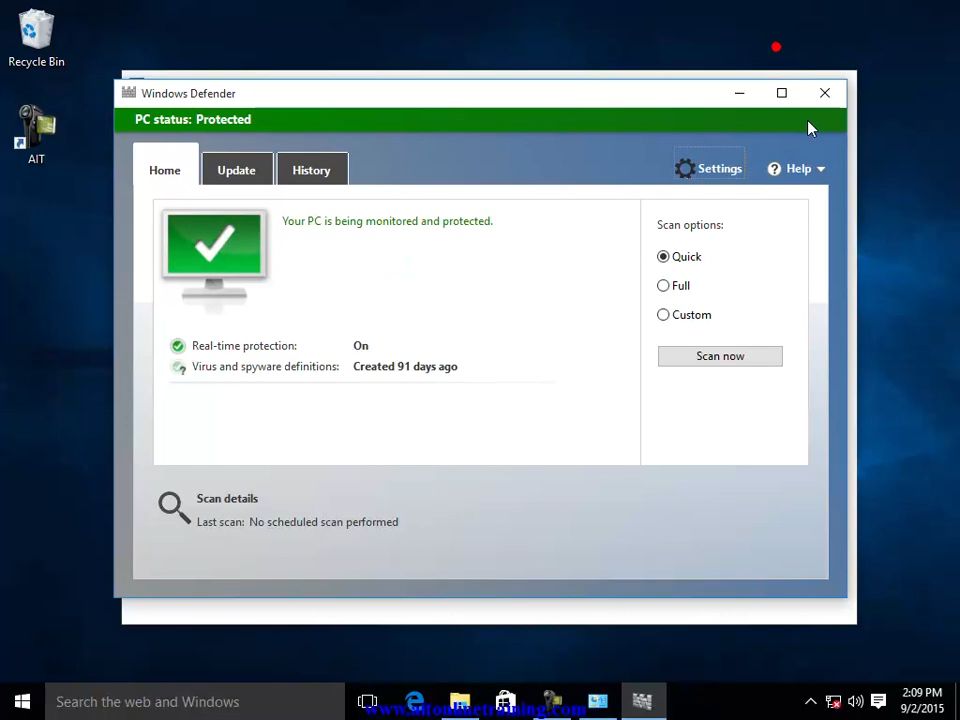 Recycle Bin
AIT
Windows Defender
PC status: Protected
Home
Update
History
Settings
Help
Your PC is being monitored and protected.
Real-time protection: On
Virus and spyware definitions: Created 91 days ago
Scan options:
Quick
Full
Custom
Scan now
Scan details
Last scan: No scheduled scan performed
Search the web and Windows
www.aitonlinetraining.com
2:09 PM
9/2/2015